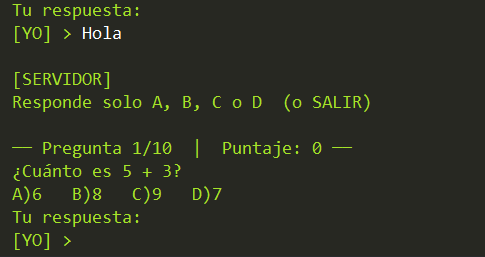 Tu respuesta:
[YO] > Hola
[SERVIDOR]
Responde solo A, B, C o D  (o SALIR)
── Pregunta 1/10  |  Puntaje: 0 ──
¿Cuánto es 5 + 3?
A)6   B)8   C)9   D)7
Tu respuesta:
[YO] >